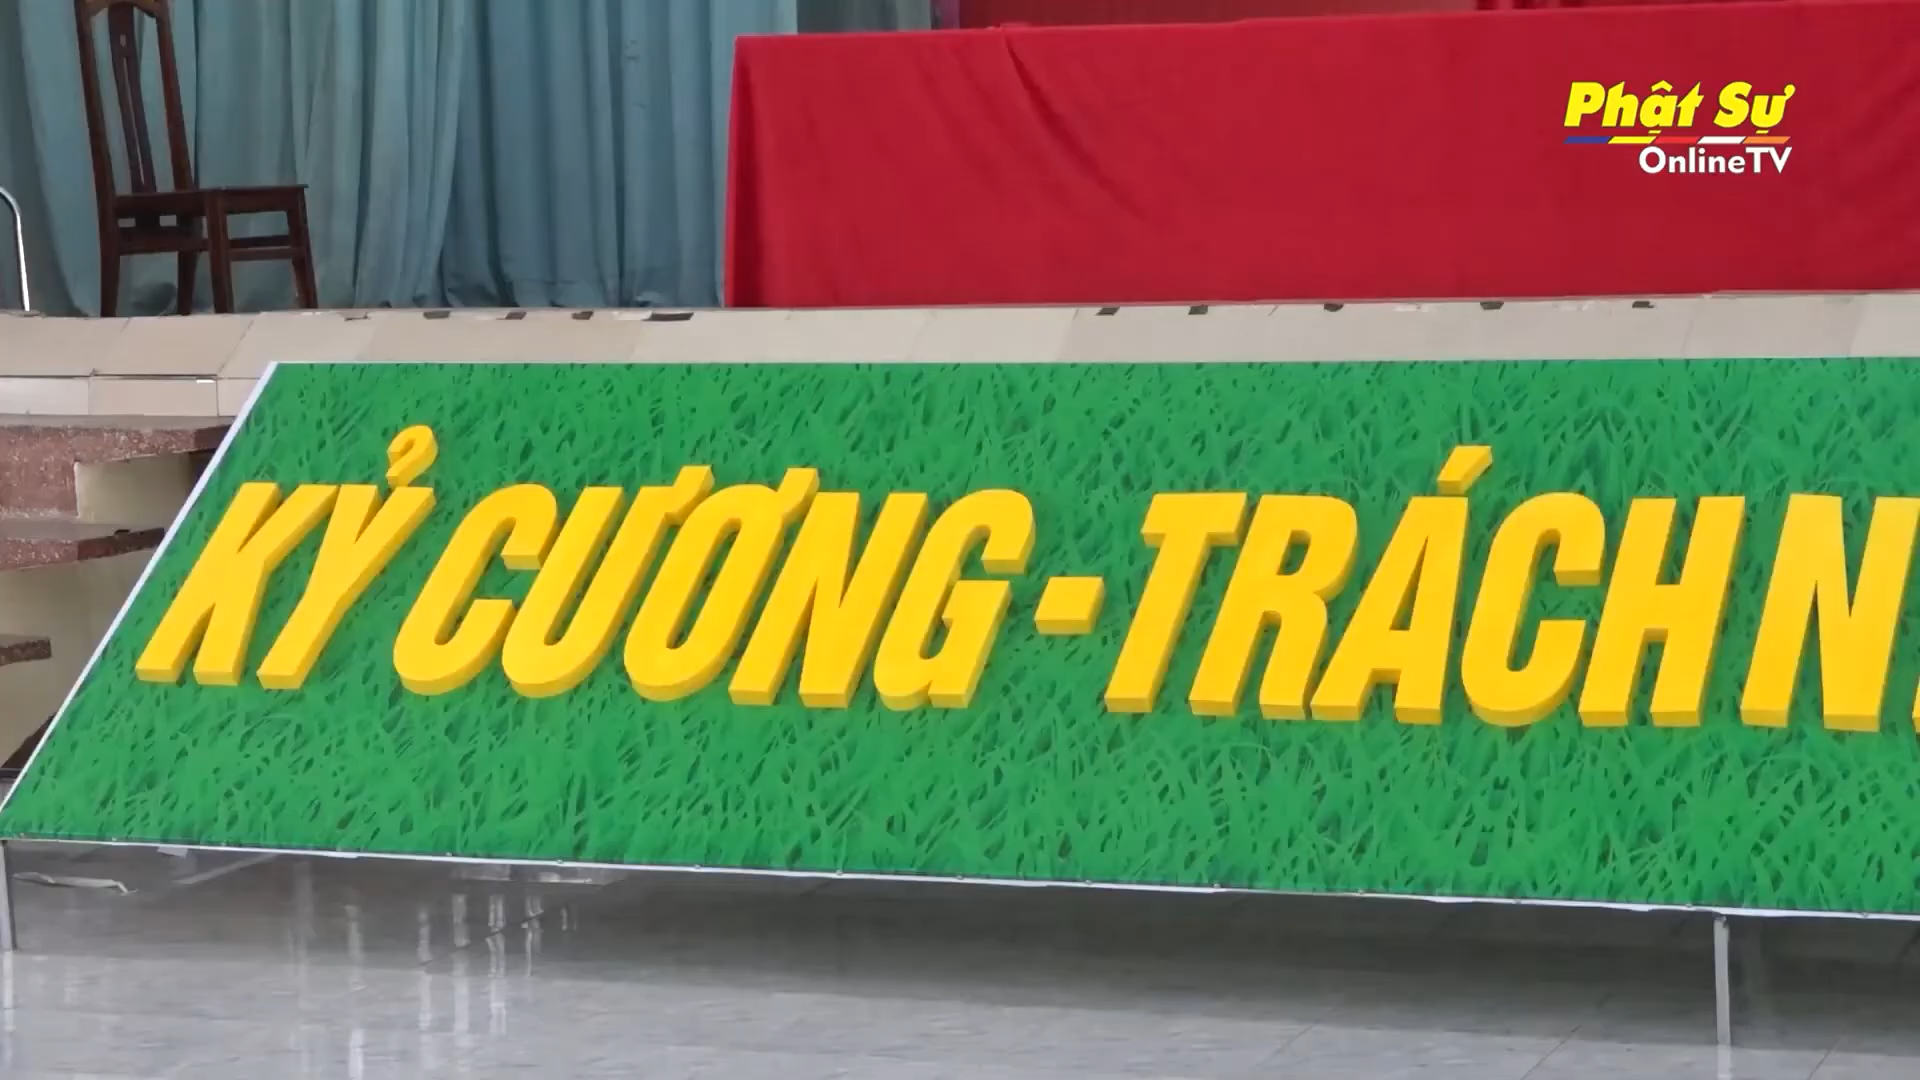 Phật Sự
OnlineTV
KỶ CƯƠNG - TRÁCH N